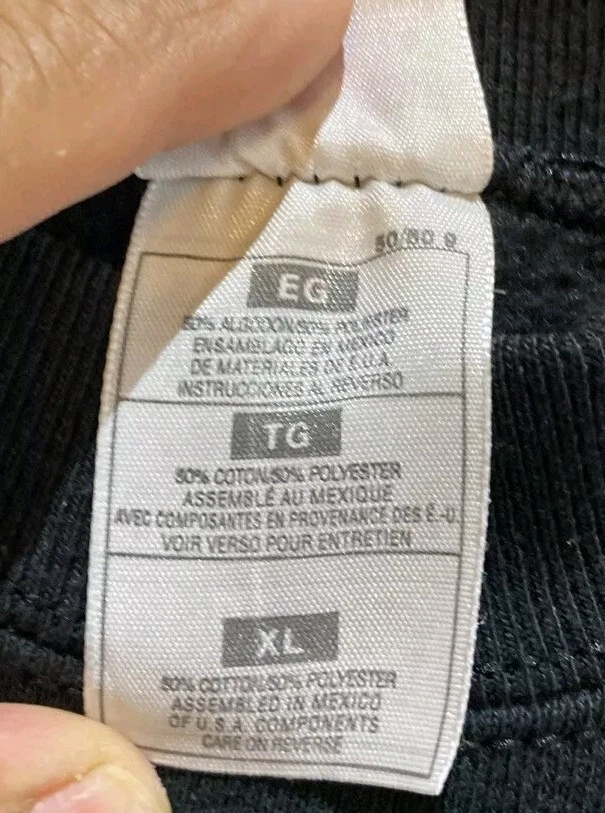 50/50 9
EG
50% ALGODON/50% POLIESTER
ENSAMBLADO EN MEXICO
DE MATERIALES DE E.U.A.
INSTRUCCIONES AL REVERSO
TG
50% COTON/50% POLYESTER
ASSEMBLÉ AU MEXIQUE
AVEC COMPOSANTES EN PROVENANCE DES É.-U.
VOIR VERSO POUR ENTRETIEN
XL
50% COTTON/50% POLYESTER
ASSEMBLED IN MEXICO
OF U.S.A. COMPONENTS
CARE ON REVERSE